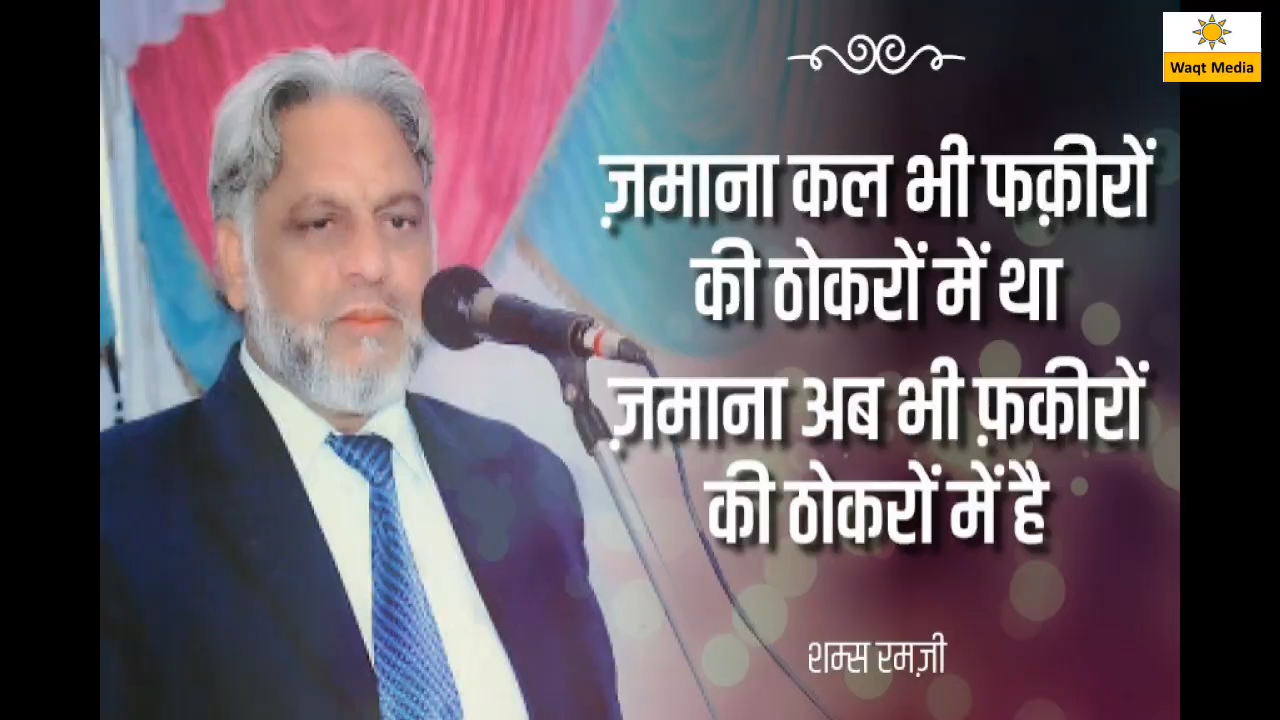 Waqt Media
ज़माना कल भी फक़ीरों
की ठोकरों में था
ज़माना अब भी फ़कीरों
की ठोकरों में है
शम्स रमज़ी